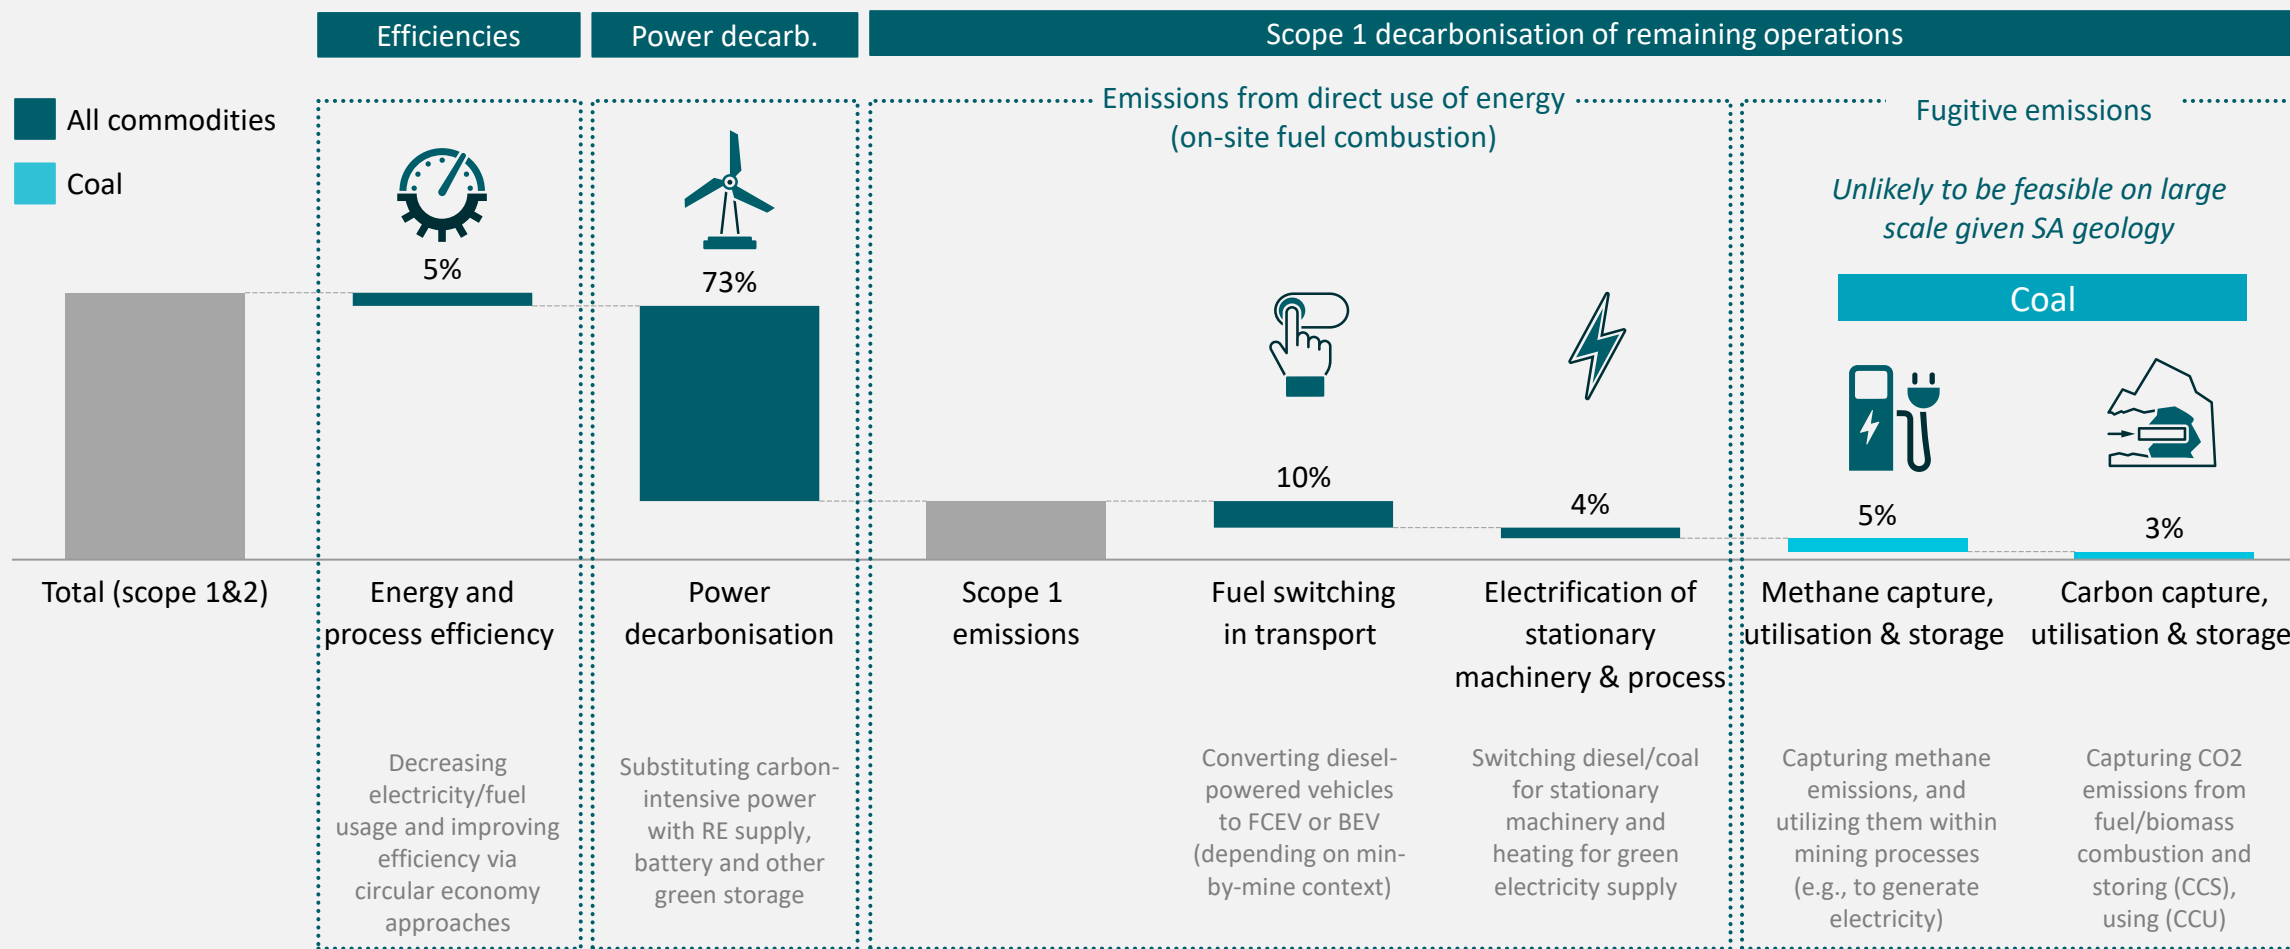 Efficiencies
Power decarb.
Scope 1 decarbonisation of remaining operations
All commodities
Coal
Emissions from direct use of energy
(on-site fuel combustion)
Fugitive emissions
Unlikely to be feasible on large
scale given SA geology
Coal
5%
73%
10%
4%
5%
3%
Total (scope 1&2)
Energy and
process efficiency
Power
decarbonisation
Scope 1
emissions
Fuel switching
in transport
Electrification of
stationary
machinery & process
Methane capture,
utilisation & storage
Carbon capture,
utilisation & storage
Decreasing
electricity/fuel
usage and improving
efficiency via
circular economy
approaches
Substituting carbon-
intensive power
with RE supply,
battery and other
green storage
Converting diesel-
powered vehicles
to FCEV or BEV
(depending on min-
by-mine context)
Switching diesel/coal
for stationary
machinery and
heating for green
electricity supply
Capturing methane
emissions, and
utilizing them within
mining processes
(e.g., to generate
electricity)
Capturing CO2
emissions from
fuel/biomass
combustion and
storing (CCS),
using (CCU)